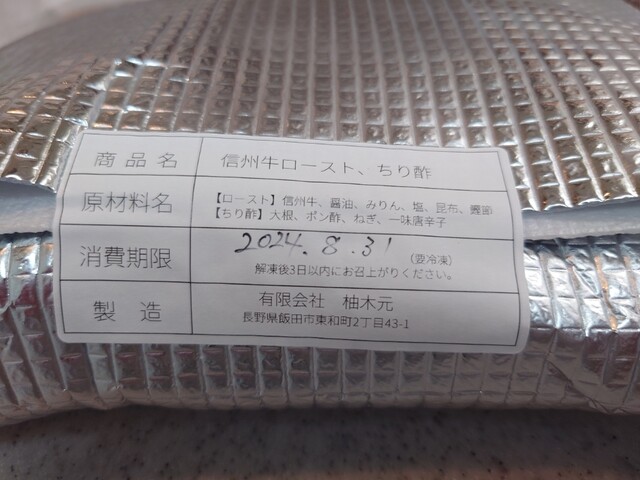 商品名 信州牛ロースト、ちり酢
原材料名 【ロースト】信州牛、醤油、みりん、塩、昆布、鰹節
【ちり酢】大根、ポン酢、ねぎ、一味唐辛子
消費期限 2024.8.31 (要冷凍)
解凍後3日以内にお召上がりください。
製造 有限会社 柚木元
長野県飯田市東和町2丁目43-1